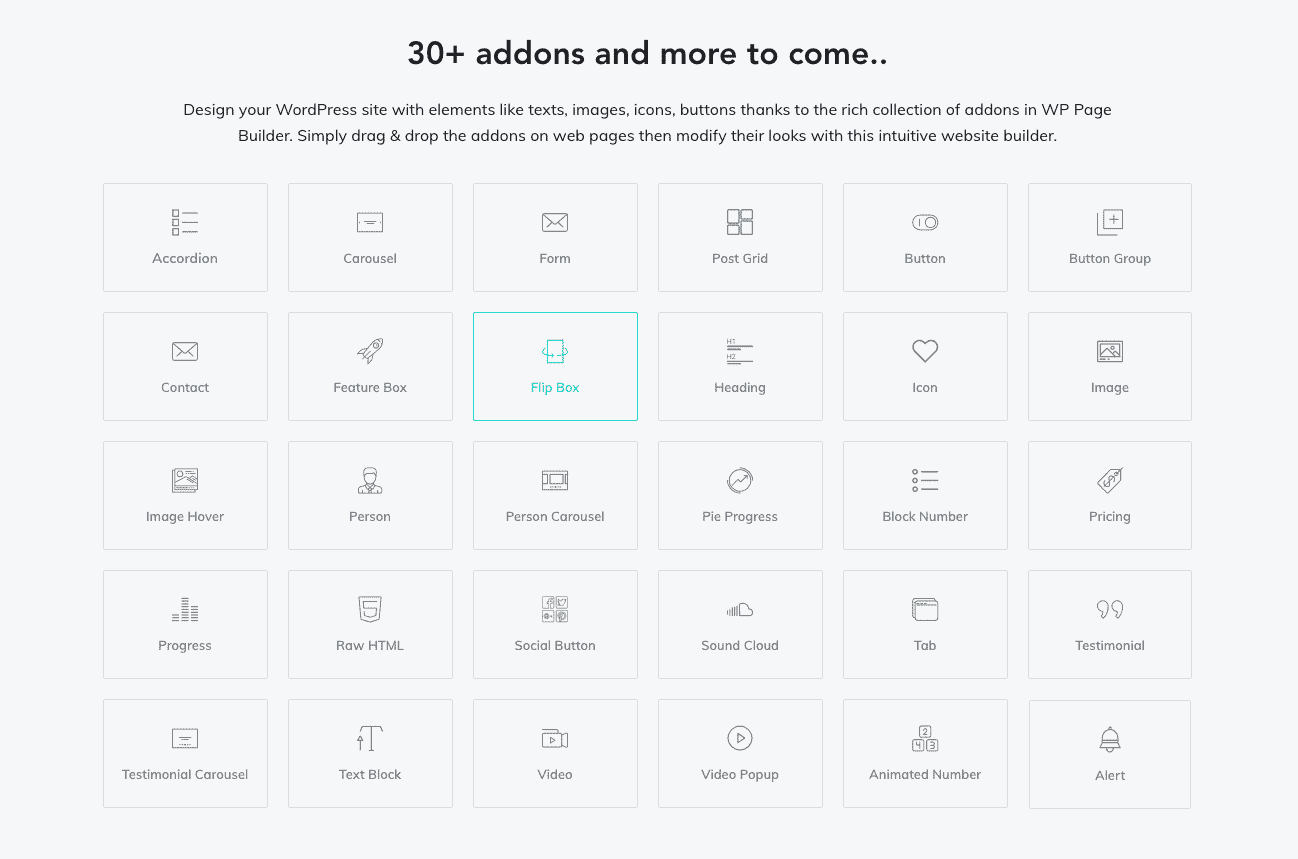 30+ addons and more to come..
Design your WordPress site with elements like texts, images, icons, buttons thanks to the rich collection of addons in WP Page
Builder. Simply drag & drop the addons on web pages then modify their looks with this intuitive website builder.
Accordion
Carousel
Form
Post Grid
Button
Button Group
Contact
Feature Box
Flip Box
H1
H2
Heading
Icon
Image
Image Hover
Person
Person Carousel
Pie Progress
Block Number
Pricing
Progress
Raw HTML
Social Button
Sound Cloud
Tab
Testimonial
Testimonial Carousel
Text Block
Video
Video Popup
2
4 3
Animated Number
Alert